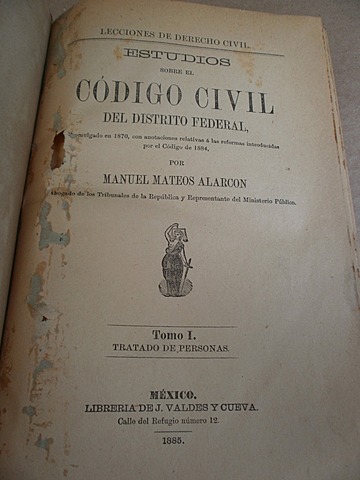 LECCIONES DE DERECHO CIVIL.
ESTUDIOS
SOBRE EL
CÓDIGO CIVIL
DEL DISTRITO FEDERAL,
en 1870, con anotaciones relativas á las reformas introducidas
por el Código de 1884,
POR
MANUEL MATEOS ALARCON
de los Tribunales de la República y Representante del Ministerio Público.
Tomo I.
TRATADO DE PERSONAS.
MÉXICO.
LIBRERIA DE J. VALDES Y CUEVA.
Calle del Refugio número 12.
1885.